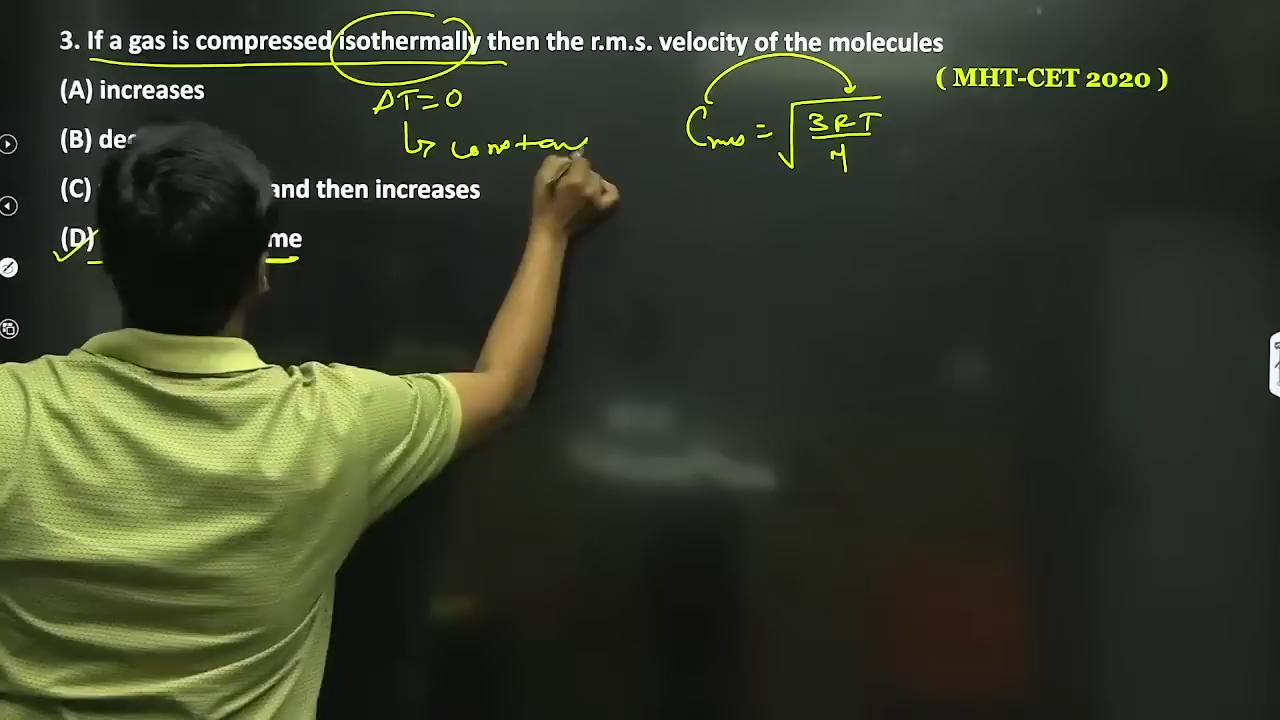 3. If a gas is compressed isothermally then the r.m.s. velocity of the molecules
( MHT-CET 2020 )
(A) increases
ΔT = 0
Crms = √3RT/M
(B) de
↳ constan
(C) and then increases
(D) me